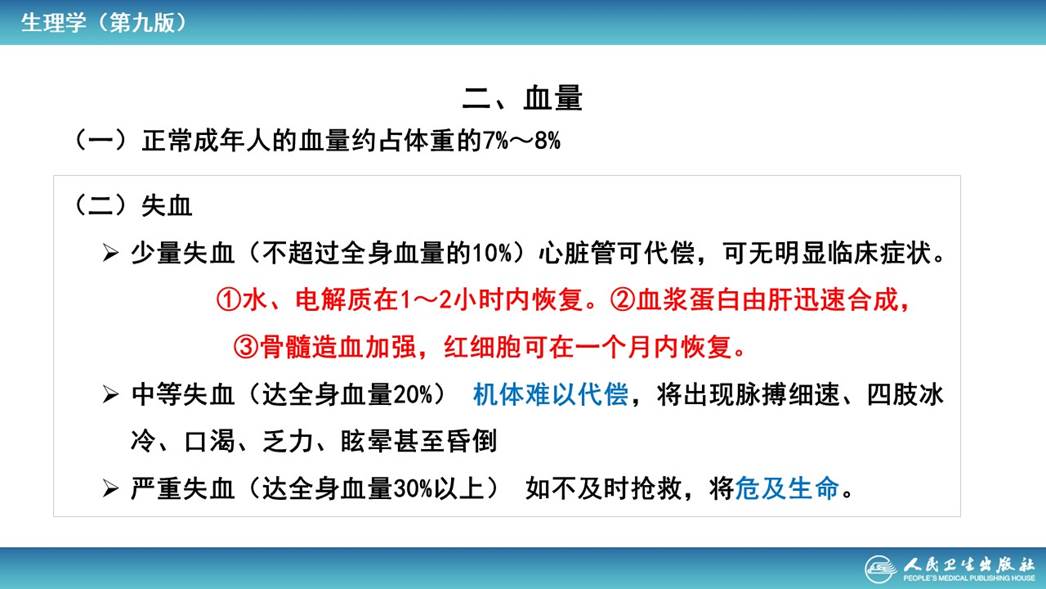 生理学（第九版）
二、血量
（一）正常成年人的血量约占体重的7%～8%
（二）失血
➢ 少量失血（不超过全身血量的10%）心脏管可代偿，可无明显临床症状。
①水、电解质在1～2小时内恢复。②血浆蛋白由肝迅速合成，
③骨髓造血加强，红细胞可在一个月内恢复。
➢ 中等失血（达全身血量20%） 机体难以代偿，将出现脉搏细速、四肢冰
冷、口渴、乏力、眩晕甚至昏倒
➢ 严重失血（达全身血量30%以上） 如不及时抢救，将危及生命。
人民卫生出版社
PEOPLE'S MEDICAL PUBLISHING HOUSE